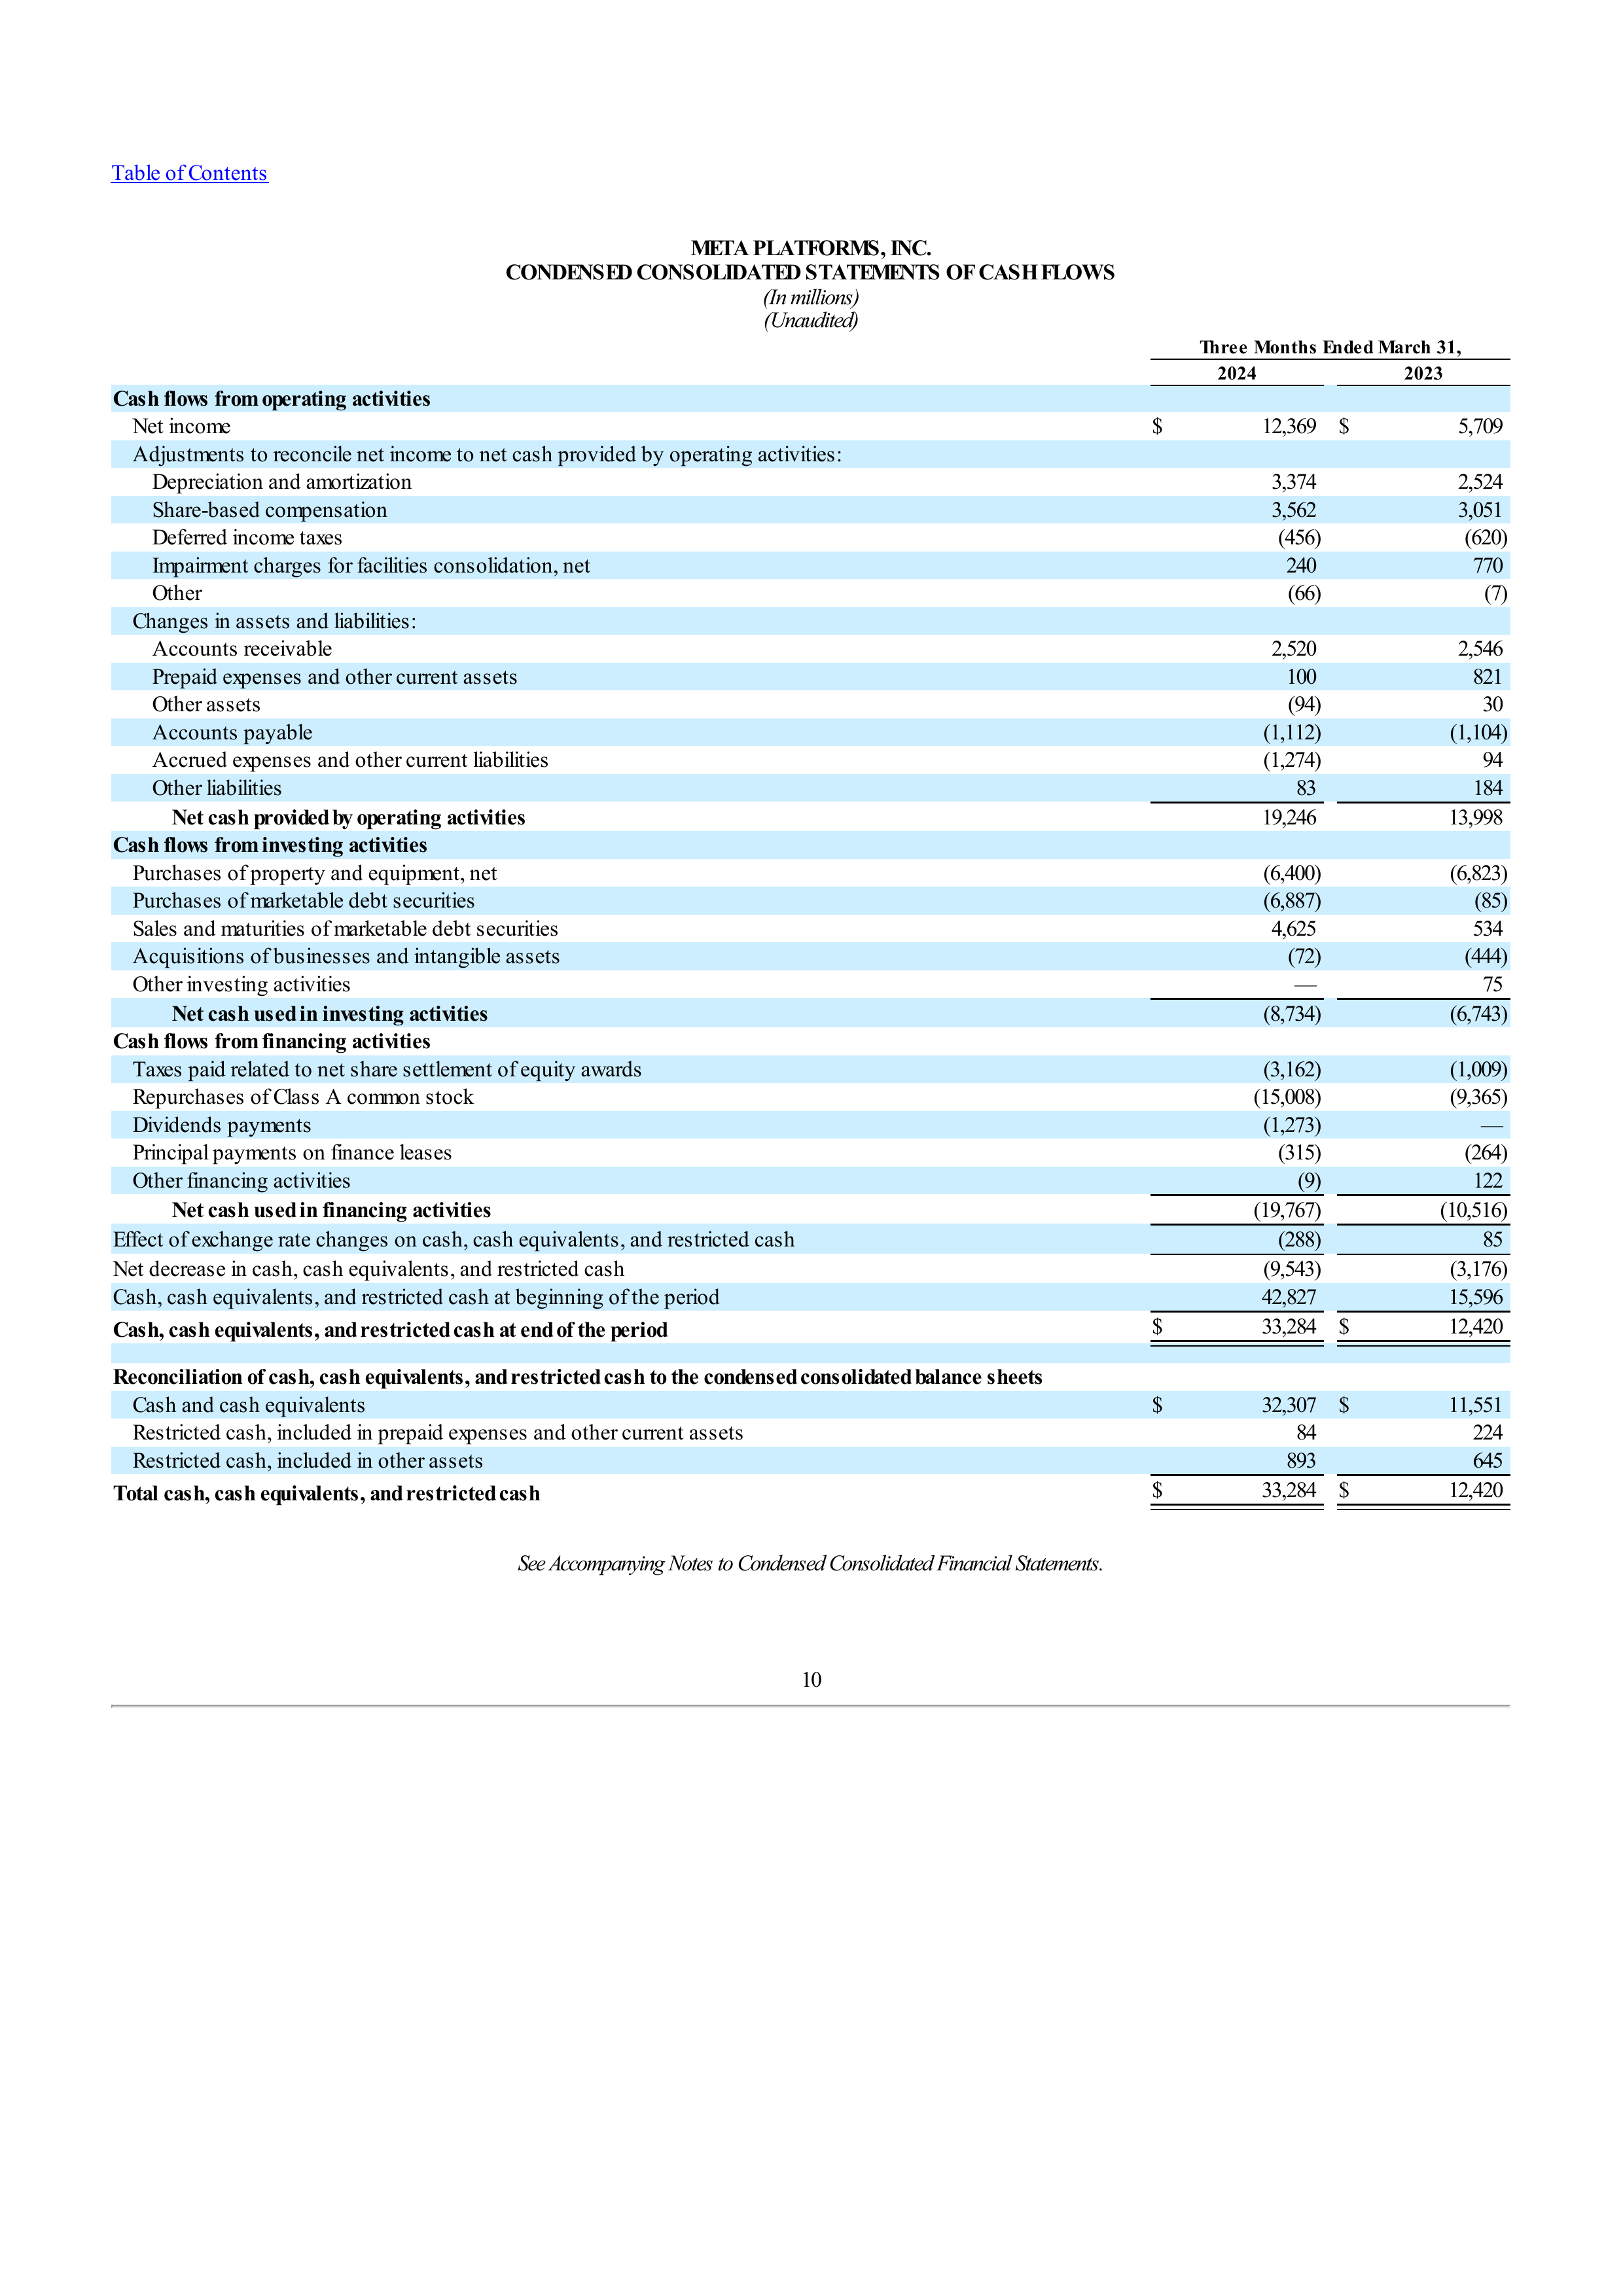 Table of Contents
META PLATFORMS, INC.
CONDENSED CONSOLIDATED STATEMENTS OF CASH FLOWS
(In millions)
(Unaudited)
Three Months Ended March 31,
2024 2023
Cash flows from operating activities
Net income $ 12,369 $ 5,709
Adjustments to reconcile net income to net cash provided by operating activities:
Depreciation and amortization 3,374 2,524
Share-based compensation 3,562 3,051
Deferred income taxes (456) (620)
Impairment charges for facilities consolidation, net 240 770
Other (66) (7)
Changes in assets and liabilities:
Accounts receivable 2,520 2,546
Prepaid expenses and other current assets 100 821
Other assets (94) 30
Accounts payable (1,112) (1,104)
Accrued expenses and other current liabilities (1,274) 94
Other liabilities 83 184
Net cash provided by operating activities 19,246 13,998
Cash flows from investing activities
Purchases of property and equipment, net (6,400) (6,823)
Purchases of marketable debt securities (6,887) (85)
Sales and maturities of marketable debt securities 4,625 534
Acquisitions of businesses and intangible assets (72) (444)
Other investing activities — 75
Net cash used in investing activities (8,734) (6,743)
Cash flows from financing activities
Taxes paid related to net share settlement of equity awards (3,162) (1,009)
Repurchases of Class A common stock (15,008) (9,365)
Dividends payments (1,273) —
Principal payments on finance leases (315) (264)
Other financing activities (9) 122
Net cash used in financing activities (19,767) (10,516)
Effect of exchange rate changes on cash, cash equivalents, and restricted cash (288) 85
Net decrease in cash, cash equivalents, and restricted cash (9,543) (3,176)
Cash, cash equivalents, and restricted cash at beginning of the period 42,827 15,596
Cash, cash equivalents, and restricted cash at end of the period $ 33,284 $ 12,420
Reconciliation of cash, cash equivalents, and restricted cash to the condensed consolidated balance sheets
Cash and cash equivalents $ 32,307 $ 11,551
Restricted cash, included in prepaid expenses and other current assets 84 224
Restricted cash, included in other assets 893 645
Total cash, cash equivalents, and restricted cash $ 33,284 $ 12,420
See Accompanying Notes to Condensed Consolidated Financial Statements.
10